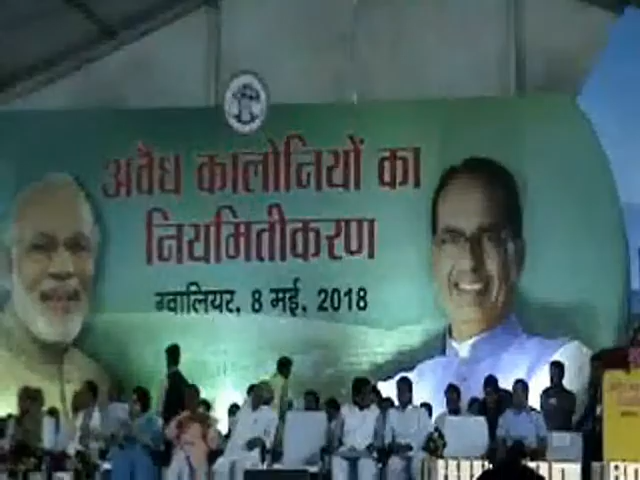 अवैध कालोनियों का
नियमितीकरण
ग्वालियर, 8 मई, 2018